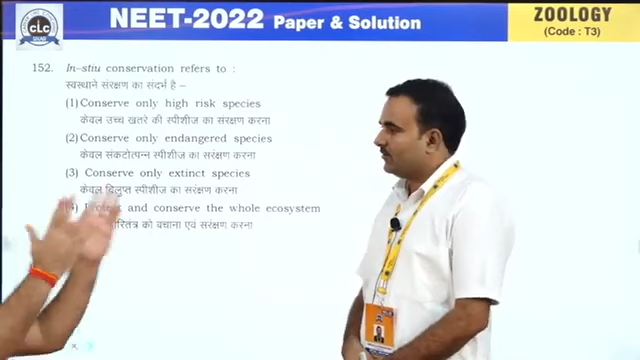 CLC
SIKAR
NEET-2022 Paper & Solution
ZOOLOGY
(Code : T3)
152. In-stiu conservation refers to :
स्वस्थाने संरक्षण का संदर्भ है –
(1) Conserve only high risk species
केवल उच्च खतरे की स्पीशीज का संरक्षण करना
(2) Conserve only endangered species
केवल संकटोत्पन्न स्पीशीज का संरक्षण करना
(3) Conserve only extinct species
केवल विलुप्त स्पीशीज का संरक्षण करना
and conserve the whole ecosystem
को बचाना एवं संरक्षण करना